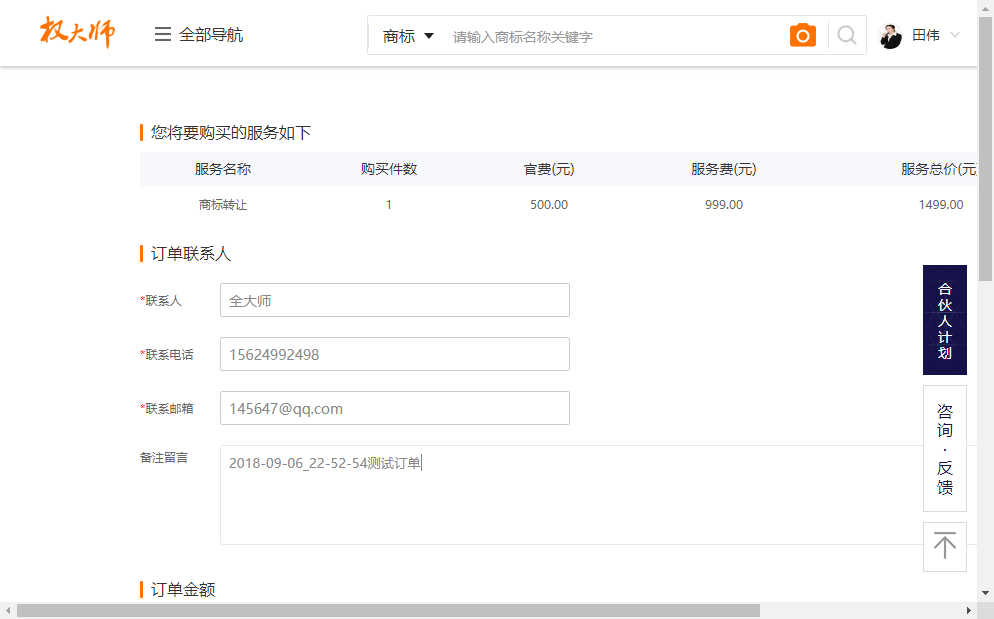 权大师
全部导航
商标
请输入商标名称关键字
田伟
您将要购买的服务如下
服务名称 购买件数 官费(元) 服务费(元) 服务总价(元
商标转让 1 500.00 999.00 1499.00
订单联系人
*联系人 全大师
*联系电话 15624992498
*联系邮箱 145647@qq.com
备注留言 2018-09-06_22-52-54测试订单
订单金额
合伙人计划
咨询·反馈